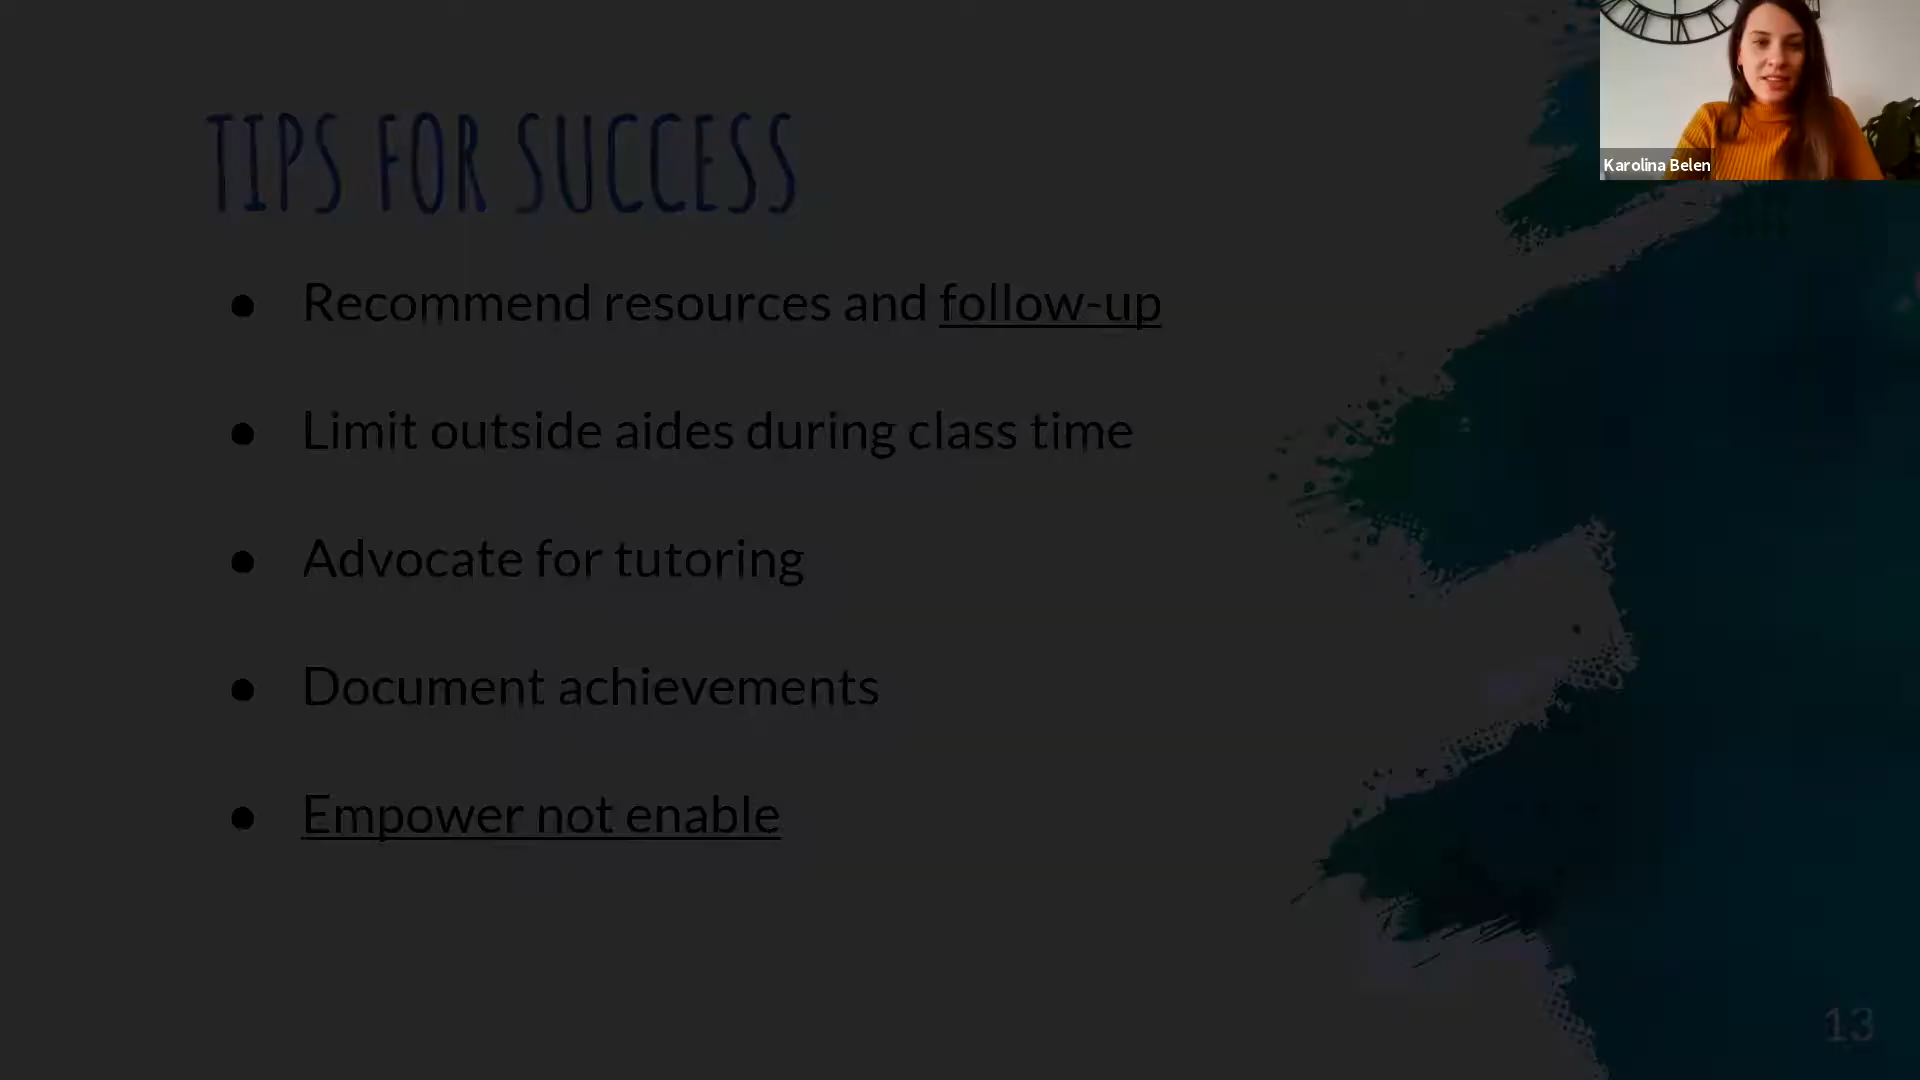 Karolina Belen
TIPS FOR SUCCESS
● Recommend resources and follow-up
● Limit outside aides during class time
● Advocate for tutoring
● Document achievements
● Empower not enable
13